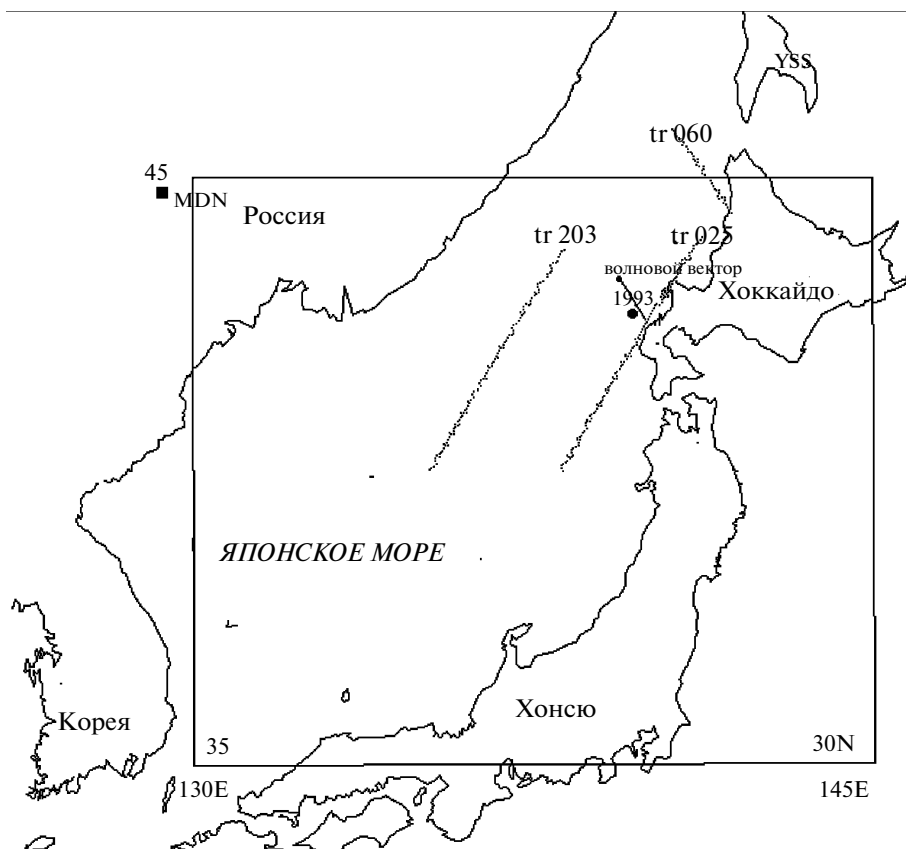 YSS
tr 060
45
MDN
Россия
tr 203
tr 025
волновой вектор
Хоккайдо
1993
ЯПОНСКОЕ МОРЕ
Корея
Хонсю
35
30N
130E
145E